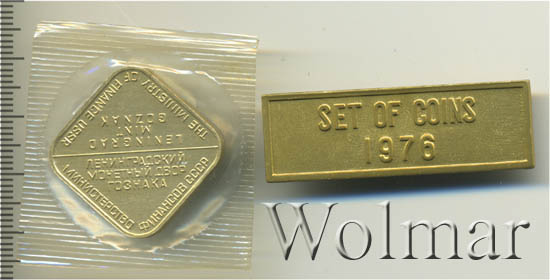 THE MINISTRY OF FINANCE USSR
LENINGRAD
MINT
GOZNAK
ЛЕНИНГРАДСКИЙ
МОНЕТНЫЙ ДВОР
ГОЗНАКА
МИНИСТЕРСТВО ФИНАНСОВ СССР
SET OF COINS
1976
Wolmar